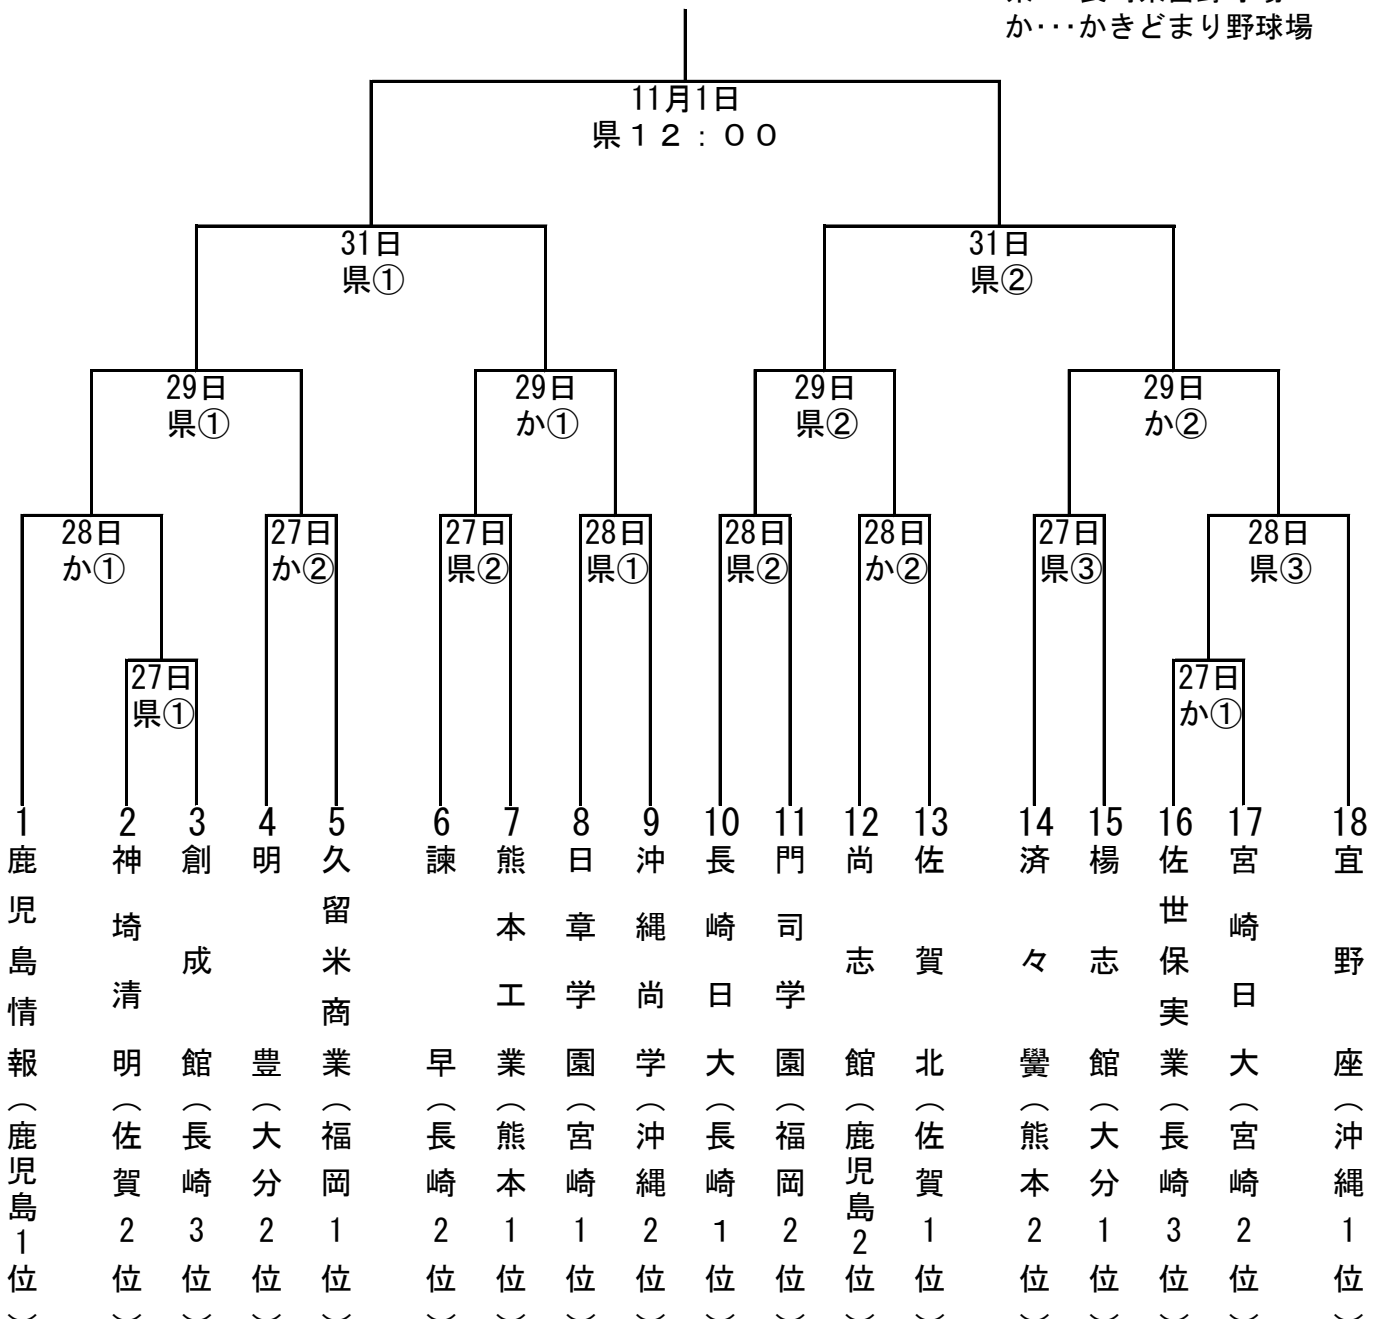 か･･･かきどまり野球場
11月1日
県１２：００
31日
県①
31日
県②
29日
県①
29日
か①
29日
県②
29日
か②
28日
か①
27日
か②
27日
県②
28日
県①
28日
県②
28日
か②
27日
県③
28日
県③
27日
県①
27日
か①
1
鹿児島情報（鹿児島1位）
2
神埼清明（佐賀2位）
3
創成館（長崎3位）
4
明豊（大分2位）
5
久留米商業（福岡1位）
6
諫早（長崎2位）
7
熊本工業（熊本1位）
8
日章学園（宮崎1位）
9
沖縄尚学（沖縄2位）
10
長崎日大（長崎1位）
11
門司学園（福岡2位）
12
尚志館（鹿児島2位）
13
佐賀北（佐賀1位）
14
済々黌（熊本2位）
15
楊志館（大分1位）
16
佐世保実業（長崎3位）
17
宮崎日大（宮崎2位）
18
宜野座（沖縄1位）